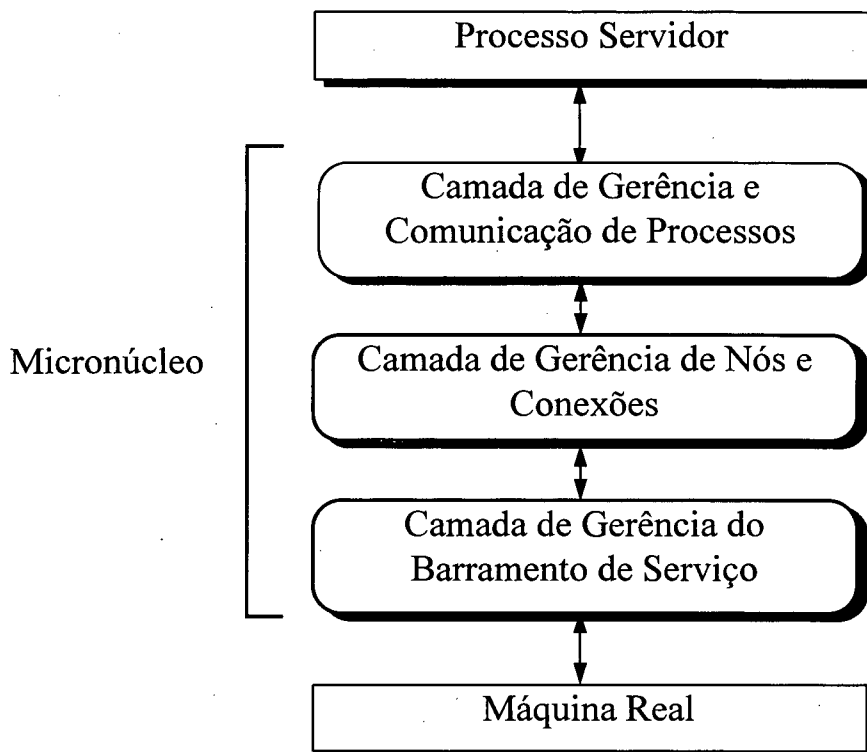 Processo Servidor
Camada de Gerência e
Comunicação de Processos
Micronúcleo
Camada de Gerência de Nós e
Conexões
Camada de Gerência do
Barramento de Serviço
Máquina Real